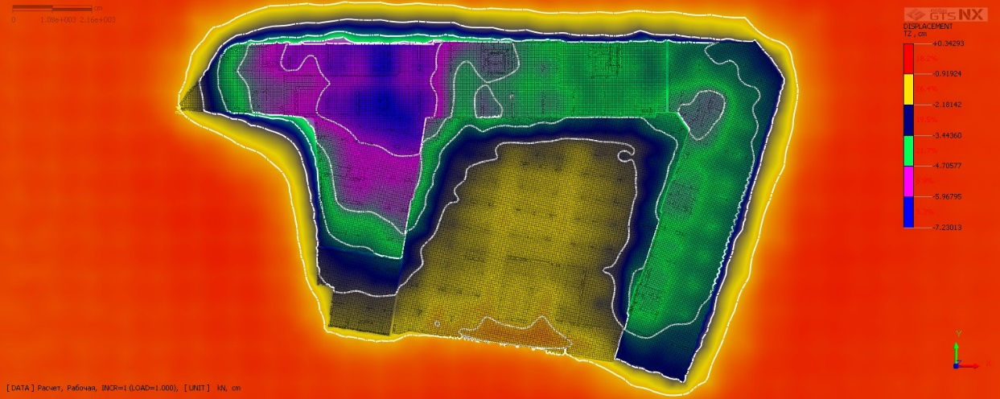 cm
0 1.08e+003 2.16e+003
GTS NX
DISPLACEMENT
TZ , cm
+0.34293
-0.91924
-2.18142
-3.44360
-4.70577
-5.96795
-7.23013
Y
X
Z
[ DATA ] Расчет, Рабочая, INCR=1 (LOAD=1.000), [ UNIT ] kN, cm